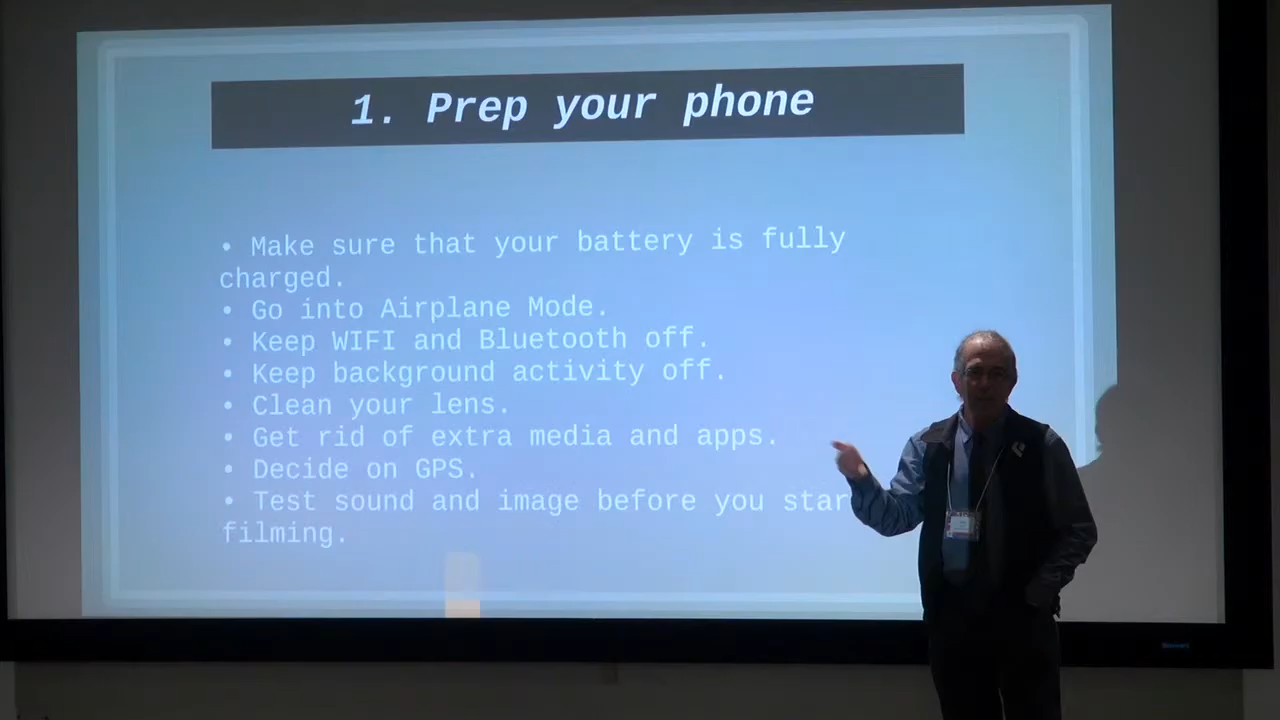 1. Prep your phone
• Make sure that your battery is fully
charged.
• Go into Airplane Mode.
• Keep WIFI and Bluetooth off.
• Keep background activity off.
• Clean your lens.
• Get rid of extra media and apps.
• Decide on GPS.
• Test sound and image before you star
filming.